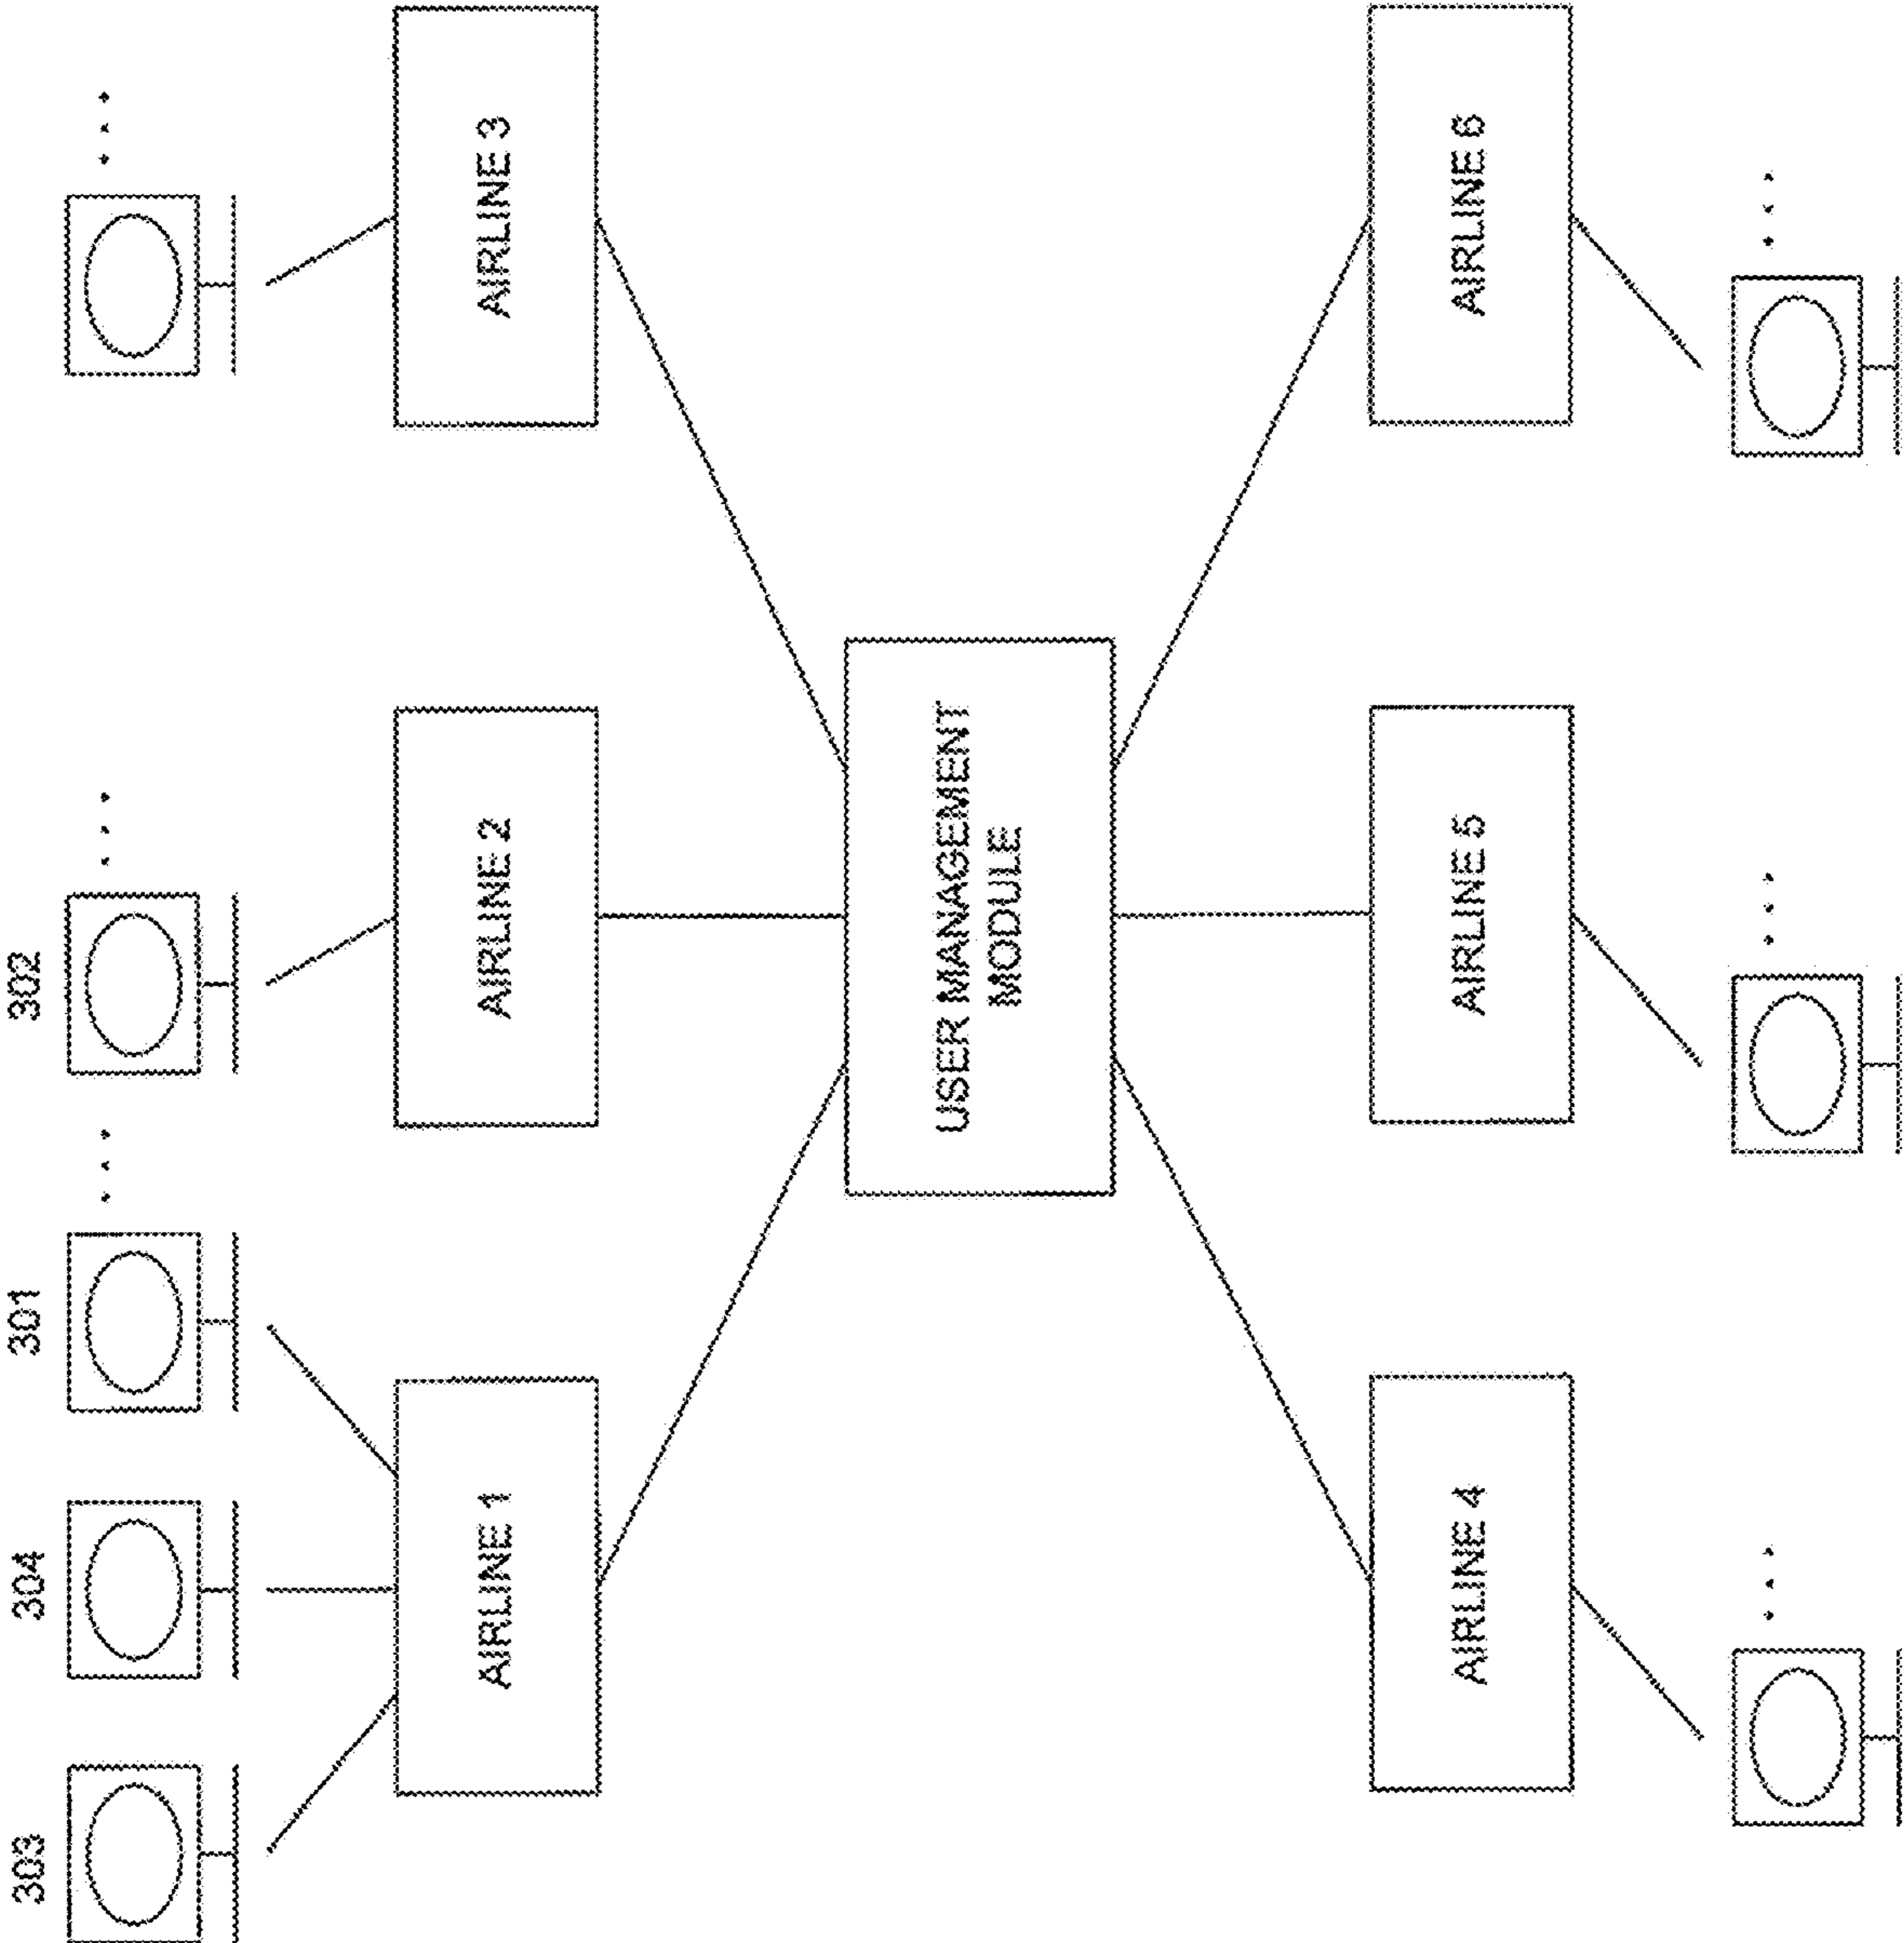 303
304
301
302
AIRLINE 1
AIRLINE 2
AIRLINE 3
USER MANAGEMENT
MODULE
AIRLINE 4
AIRLINE 5
AIRLINE 6